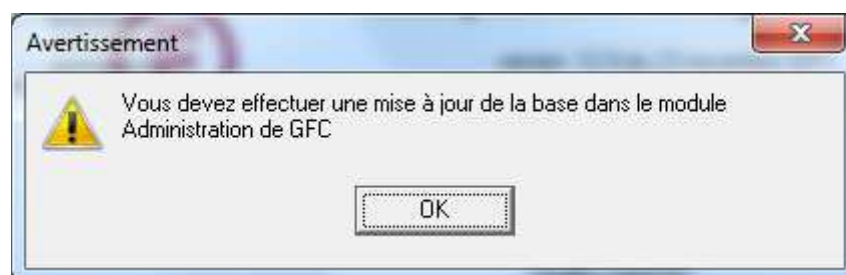 Avertissement
Vous devez effectuer une mise à jour de la base dans le module
Administration de GFC
OK